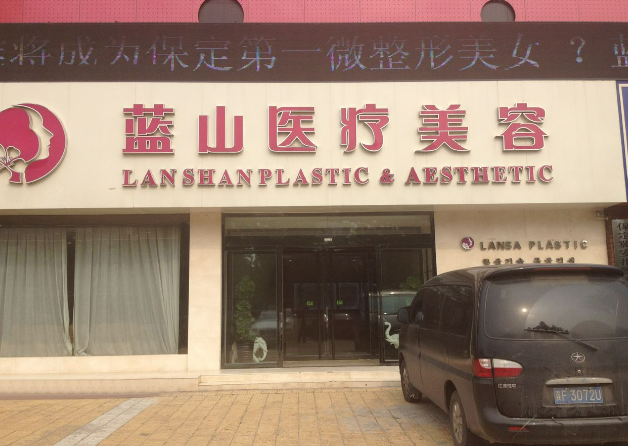 将成为保定第一微整形美女？蓝
蓝山医疗美容
LANSHAN PLASTIC & AESTHETIC
LANSA PLASTIC
F 3072U